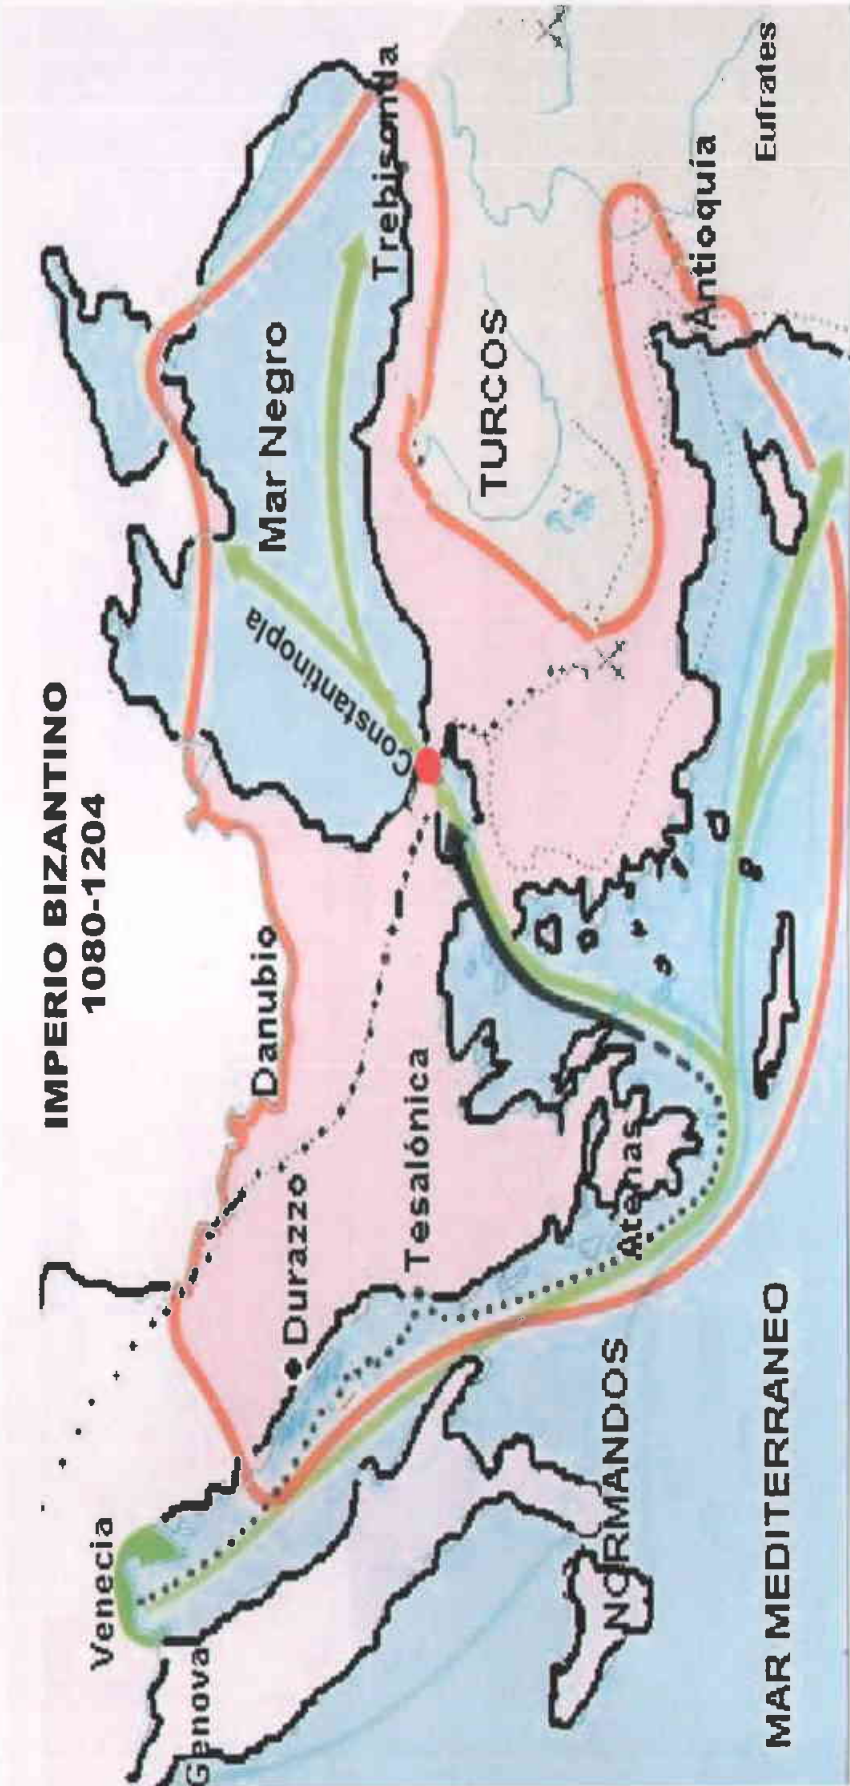 IMPERIO BIZANTINO
1080-1204
Venecia
Genova
Danubio
Durazzo
Tesalónica
Atenas
Constantinopla
Mar Negro
Trebisonda
TURCOS
Antioquía
Eufrates
NORMANDOS
MAR MEDITERRANEO